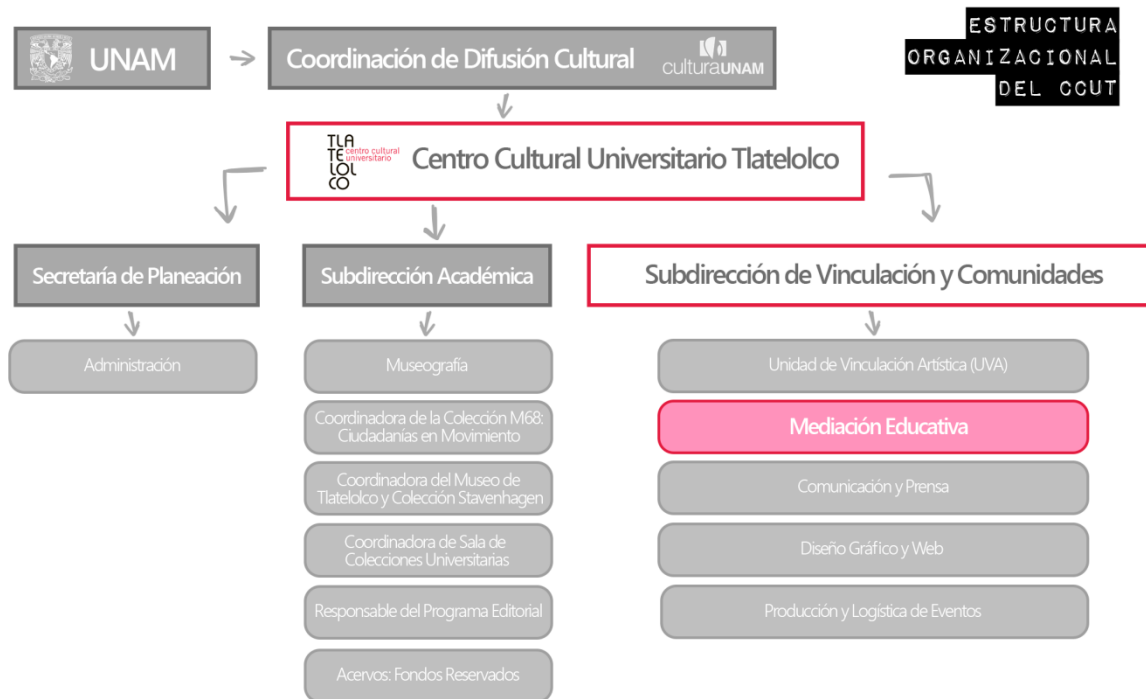 ESTRUCTURA
ORGANIZACIONAL
DEL CCUT
UNAM
Coordinación de Difusión Cultural
culturaUNAM
TLA
TE
LOL
CO
centro cultural
universitario
Centro Cultural Universitario Tlatelolco
Secretaría de Planeación
Administración
Subdirección Académica
Museografía
Coordinadora de la Colección M68:
Ciudadanías en Movimiento
Coordinadora del Museo de
Tlatelolco y Colección Stavenhagen
Coordinadora de Sala de
Colecciones Universitarias
Responsable del Programa Editorial
Acervos: Fondos Reservados
Subdirección de Vinculación y Comunidades
Unidad de Vinculación Artística (UVA)
Mediación Educativa
Comunicación y Prensa
Diseño Gráfico y Web
Producción y Logística de Eventos